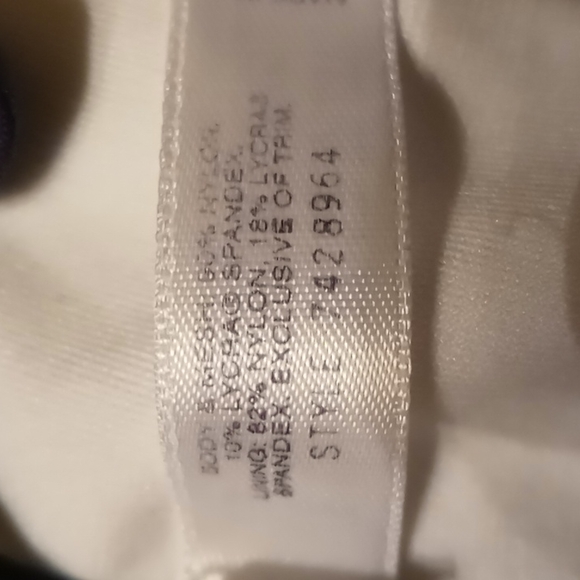 BODY & MESH: 90% NYLON,
10% LYCRA® SPANDEX.
LINING: 82% NYLON, 18% LYCRA®
SPANDEX. EXCLUSIVE OF TRIM.
STYLE 7428964